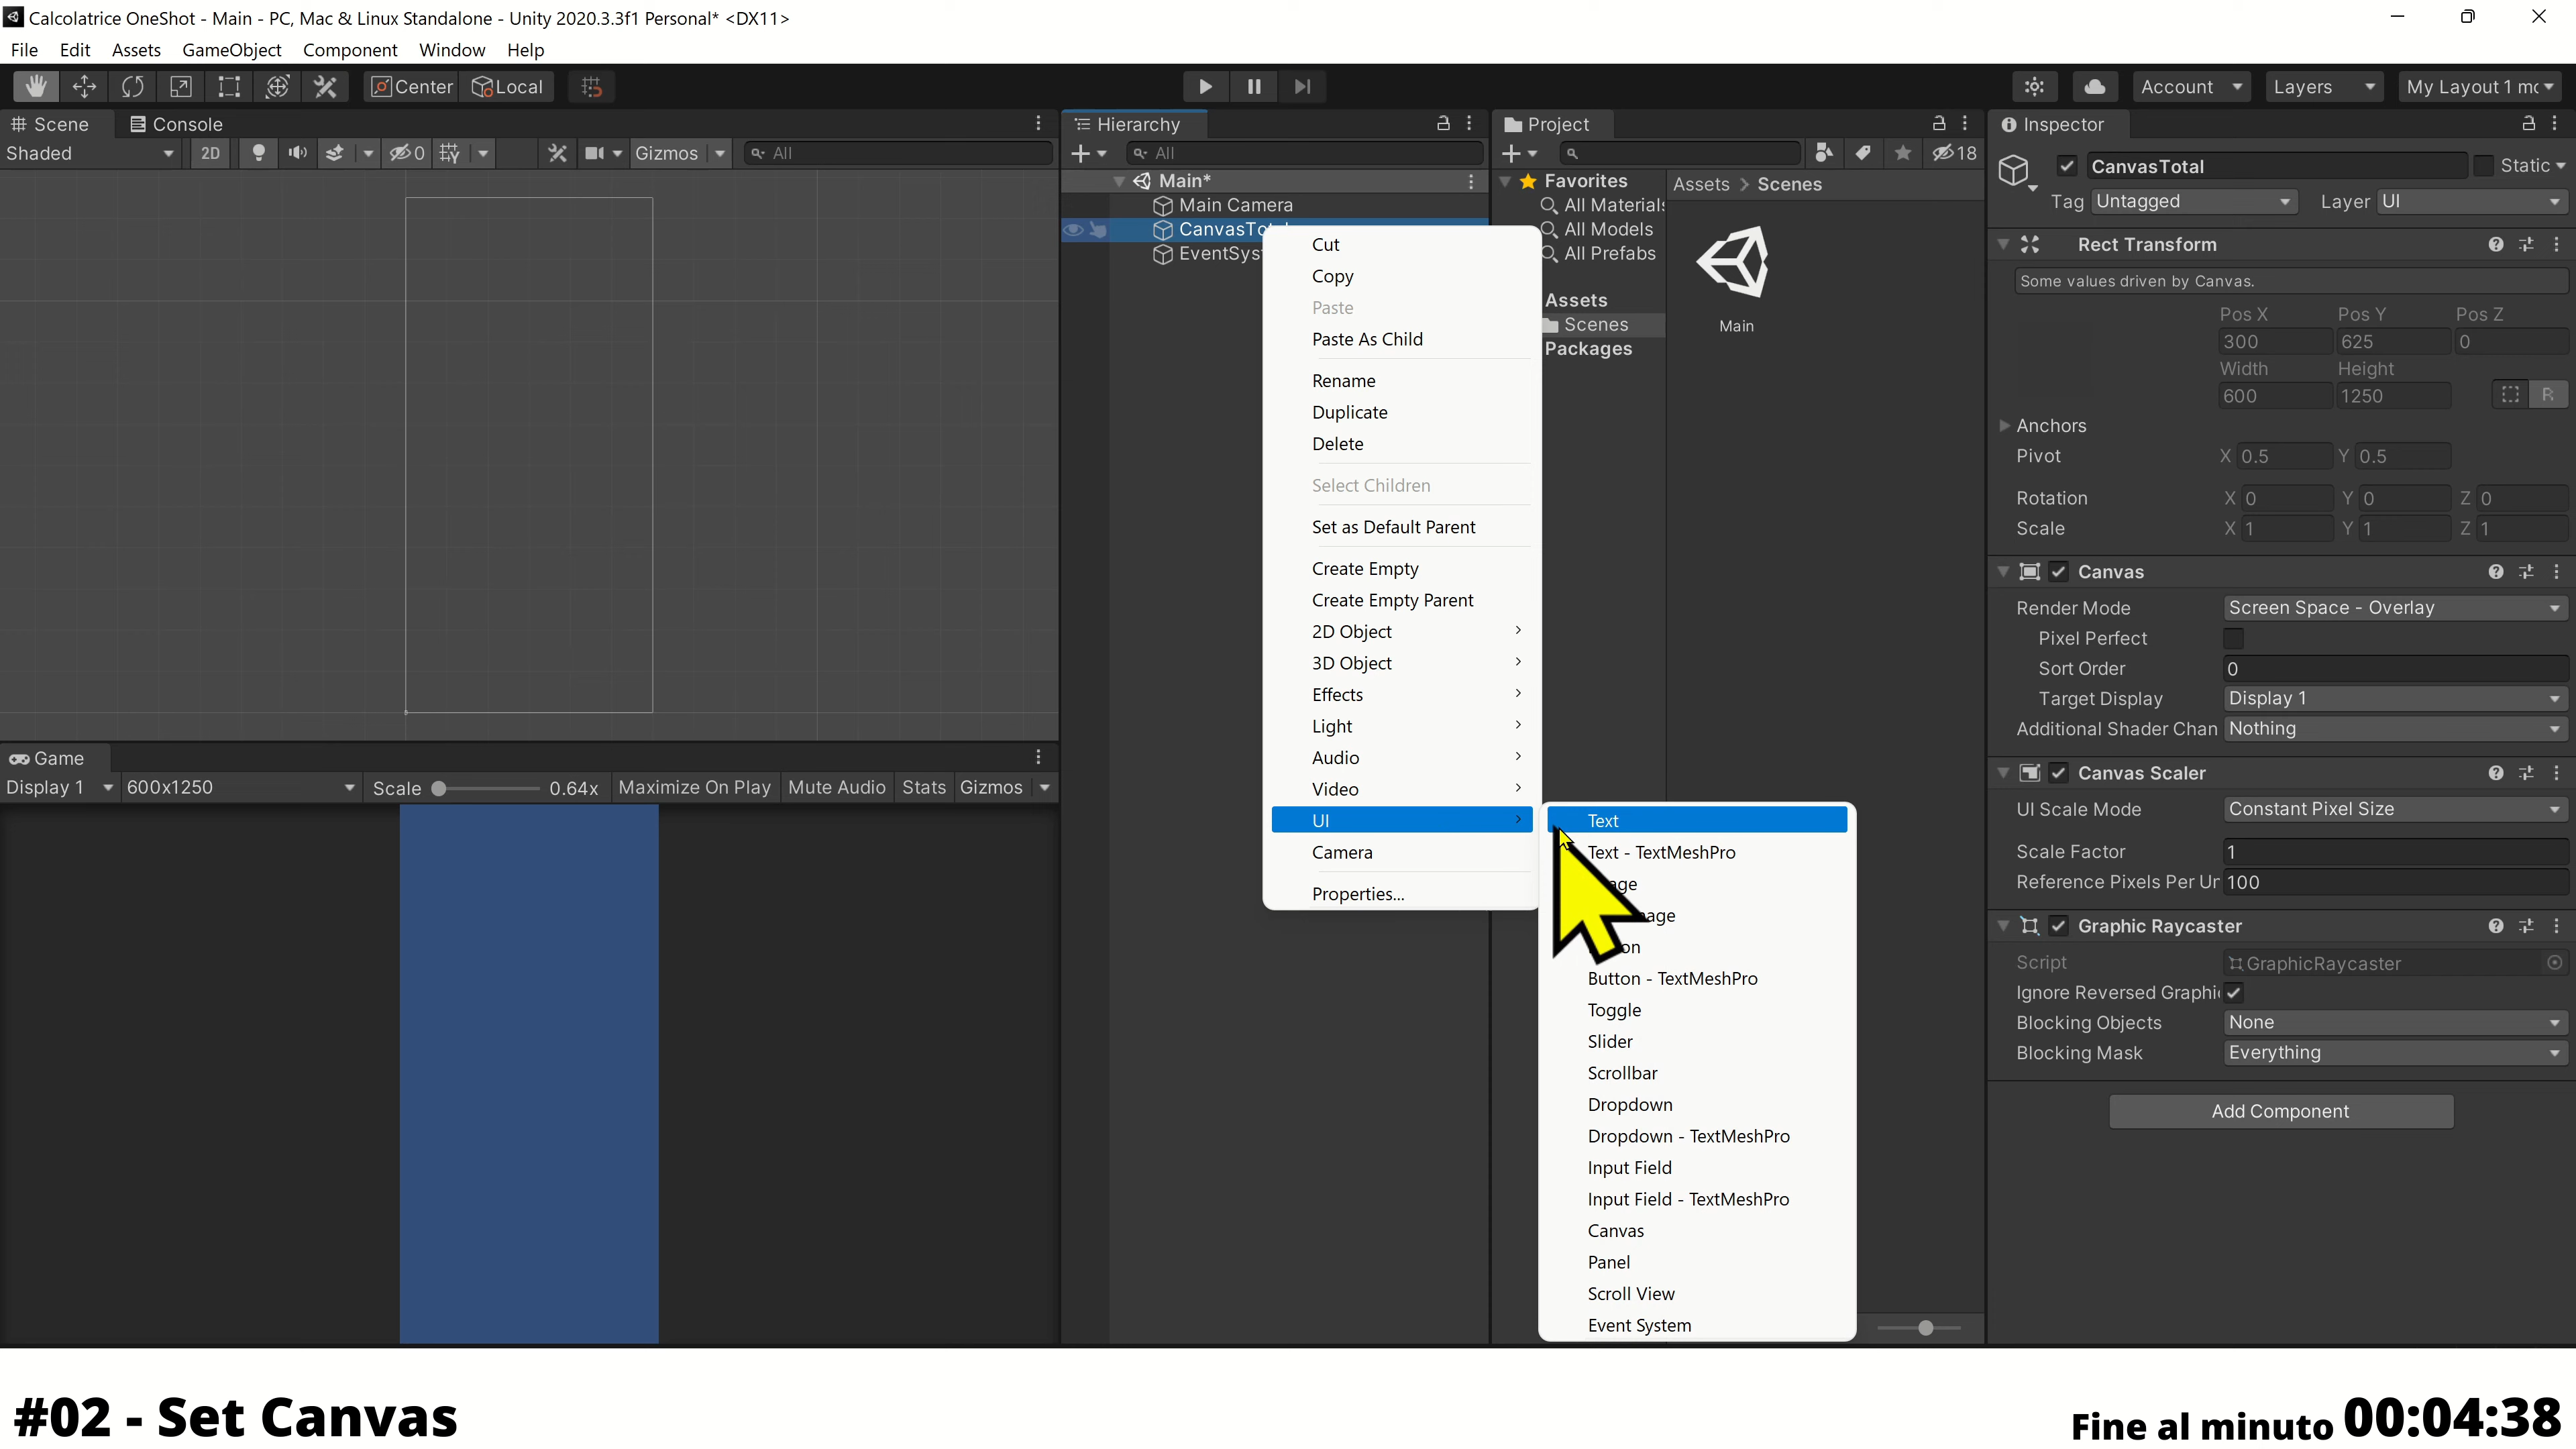 Calcolatrice OneShot - Main - PC, Mac & Linux Standalone - Unity 2020.3.3f1 Personal* <DX11>
File Edit Assets GameObject Component Window Help
Center Local Account Layers My Layout 1
Scene Console
Shaded 2D 0 Gizmos All
Hierarchy
All
Main*
Main Camera
Project
18
Favorites
All Materials
All Models
All Prefabs
Assets
Scenes
Packages
Assets > Scenes
Main
Cut
Copy
Paste
Paste As Child
Rename
Duplicate
Delete
Select Children
Set as Default Parent
Create Empty
Create Empty Parent
2D Object
3D Object
Effects
Light
Audio
Video
UI
Camera
Properties...
Text
Text - TextMeshPro
Button - TextMeshPro
Toggle
Slider
Scrollbar
Dropdown
Dropdown - TextMeshPro
Input Field
Input Field - TextMeshPro
Canvas
Panel
Scroll View
Event System
Game
Display 1 600x1250 Scale 0.64x Maximize On Play Mute Audio Stats Gizmos
Inspector
CanvasTotal Static
Tag Untagged Layer UI
Rect Transform
Some values driven by Canvas.
Pos X Pos Y Pos Z
300 625 0
Width Height
600 1250 R
Anchors
Pivot X 0.5 Y 0.5
Rotation X 0 Y 0 Z 0
Scale X 1 Y 1 Z 1
Canvas
Render Mode Screen Space - Overlay
Pixel Perfect
Sort Order 0
Target Display Display 1
Additional Shader Chan Nothing
Canvas Scaler
UI Scale Mode Constant Pixel Size
Scale Factor 1
Reference Pixels Per Ur 100
Graphic Raycaster
Script GraphicRaycaster
Ignore Reversed Graphi
Blocking Objects None
Blocking Mask Everything
Add Component
#02 - Set Canvas
Fine al minuto 00:04:38